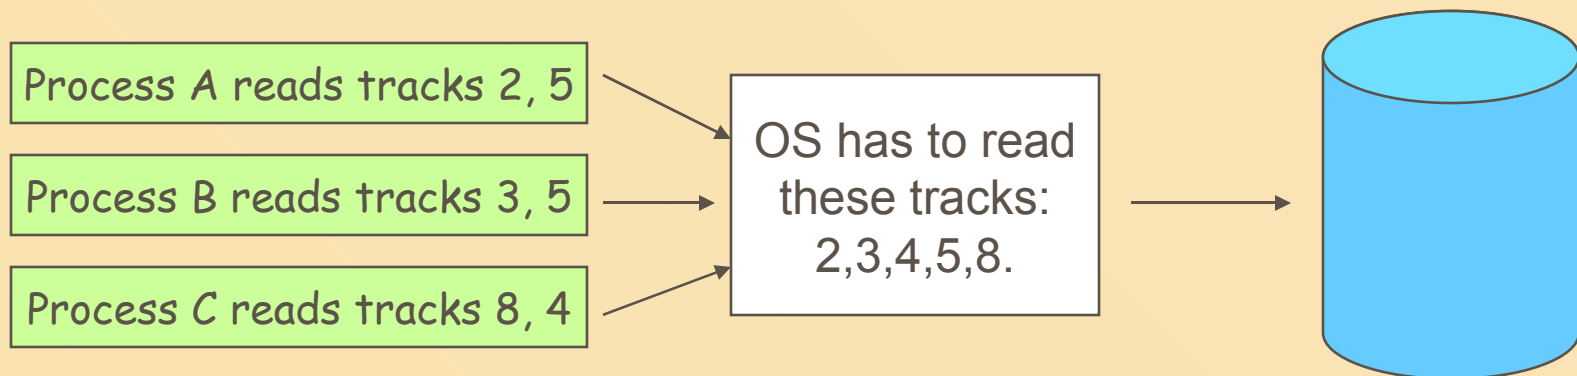 Process A reads tracks 2, 5
Process B reads tracks 3, 5
Process C reads tracks 8, 4
OS has to read
these tracks:
2,3,4,5,8.